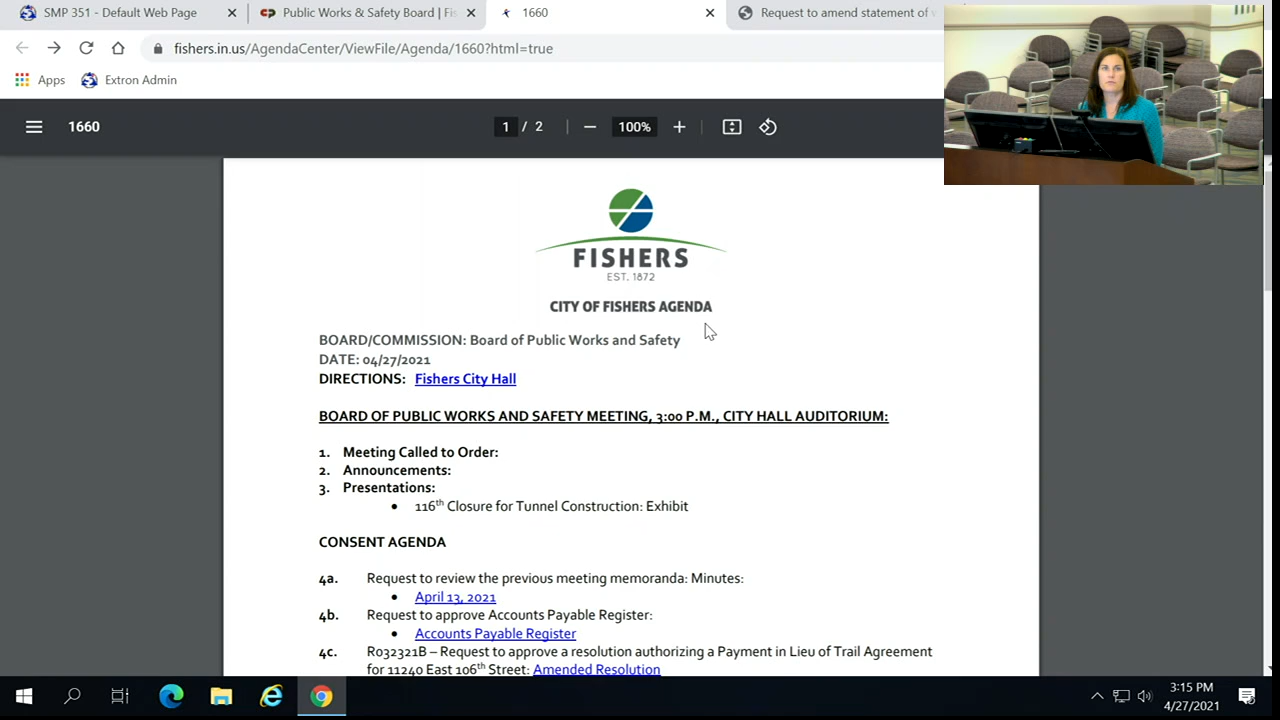 SMP 351 - Default Web Page
Public Works & Safety Board | Fis
1660
Request to amend statement of
fishers.in.us/AgendaCenter/ViewFile/Agenda/1660?html=true
Apps
Extron Admin
1660
1 / 2
100%
FISHERS
EST. 1872
CITY OF FISHERS AGENDA
BOARD/COMMISSION: Board of Public Works and Safety
DATE: 04/27/2021
DIRECTIONS: Fishers City Hall
BOARD OF PUBLIC WORKS AND SAFETY MEETING, 3:00 P.M., CITY HALL AUDITORIUM:
1. Meeting Called to Order:
2. Announcements:
3. Presentations:
• 116th Closure for Tunnel Construction: Exhibit
CONSENT AGENDA
4a. Request to review the previous meeting memoranda: Minutes:
• April 13, 2021
4b. Request to approve Accounts Payable Register:
• Accounts Payable Register
4c. R032321B – Request to approve a resolution authorizing a Payment in Lieu of Trail Agreement
for 11240 East 106th Street: Amended Resolution
3:15 PM
4/27/2021